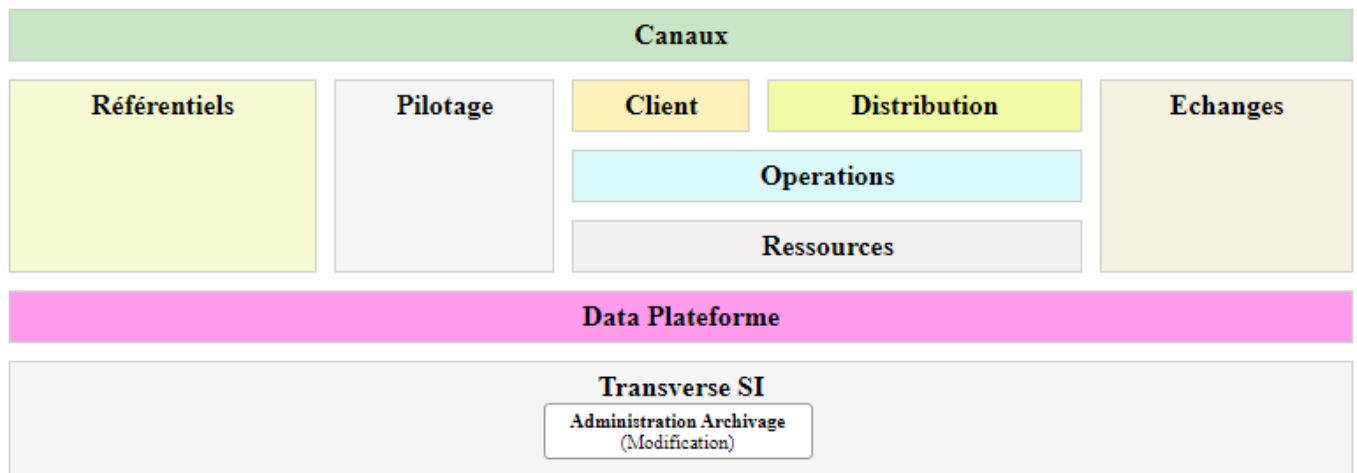 Canaux
Référentiels
Pilotage
Client
Distribution
Echanges
Operations
Ressources
Data Plateforme
Transverse SI
Administration Archivage
(Modification)